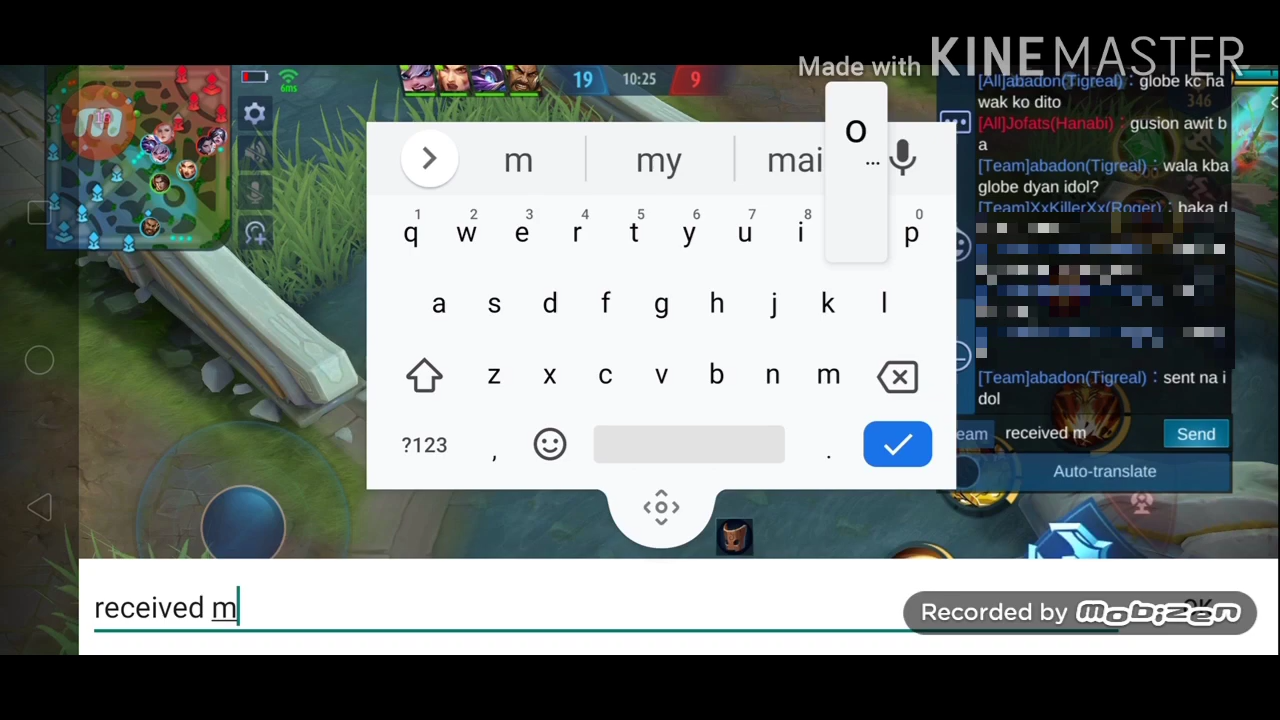 Made with KINEMASTER
6ms
19 10:25 9
346
[All]abadon(Tigreal) : globe kc ha
wak ko dito
[All]Jofats(Hanabi) : gusion awit b
a
[Team]abadon(Tigreal) : wala kba
globe dyan idol?
[Team]XxKillerXx(Roger) : baka d
[Team]abadon(Tigreal) : sent na i
dol
eam received m Send
Auto-translate
m my mai
o
...
1 2 3 4 5 6 7 8 0
q w e r t y u i p
a s d f g h j k l
z x c v b n m
?123 , .
received m
OK
Recorded by mobizen